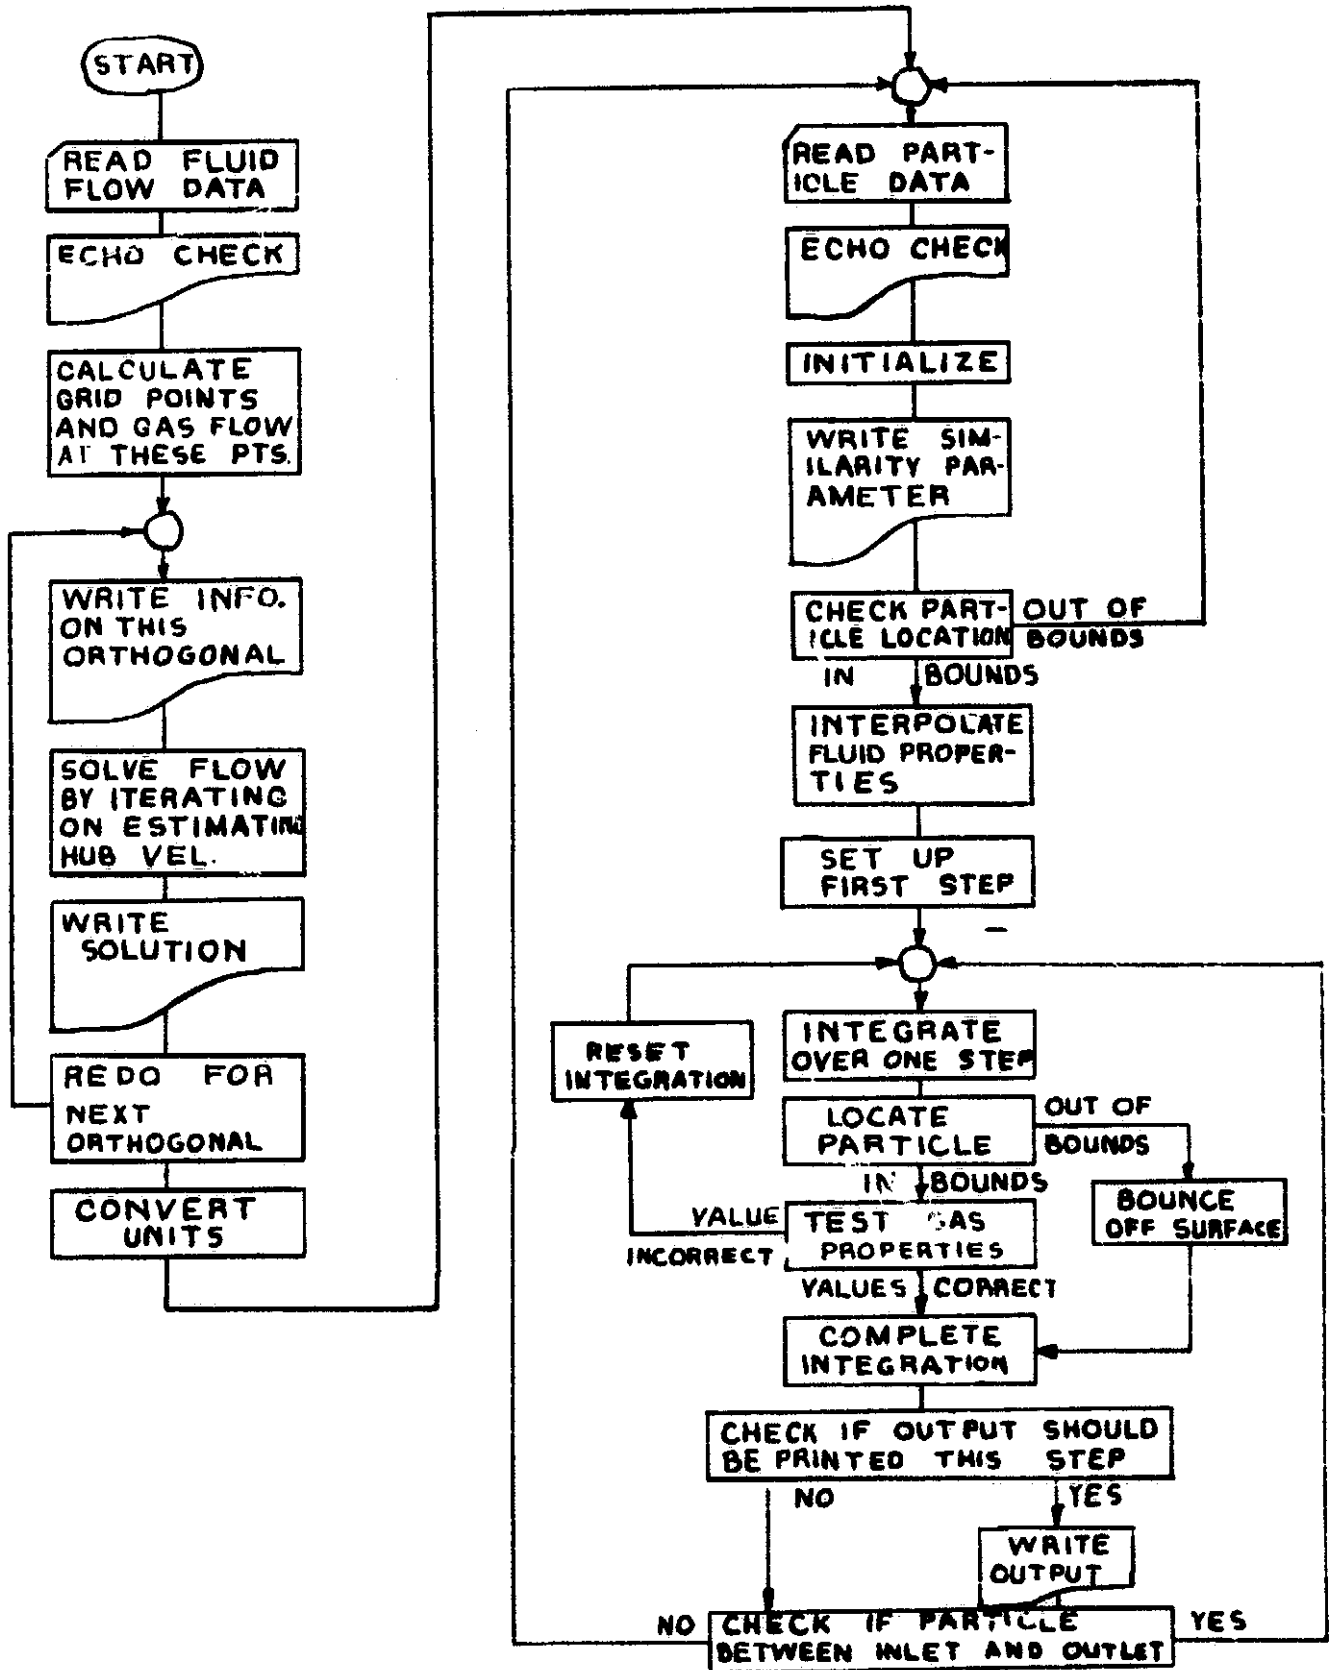 START
READ FLUID
FLOW DATA
ECHO CHECK
CALCULATE
GRID POINTS
AND GAS FLOW
AT THESE PTS.
WRITE INFO.
ON THIS
ORTHOGONAL
SOLVE FLOW
BY ITERATING
ON ESTIMATING
HUB VEL.
WRITE
SOLUTION
REDO FOR
NEXT
ORTHOGONAL
CONVERT
UNITS
READ PART-
ICLE DATA
ECHO CHECK
INITIALIZE
WRITE SIM-
ILARITY PAR-
AMETER
CHECK PART-
ICLE LOCATION
OUT OF
BOUNDS
IN BOUNDS
INTERPOLATE
FLUID PROPER-
TIES
SET UP
FIRST STEP
RESET
INTEGRATION
INTEGRATE
OVER ONE STEP
LOCATE
PARTICLE
OUT OF
BOUNDS
IN BOUNDS
BOUNCE
OFF SURFACE
VALUE
INCORRECT
TEST GAS
PROPERTIES
VALUES CORRECT
COMPLETE
INTEGRATION
CHECK IF OUTPUT SHOULD
BE PRINTED THIS STEP
NO
YES
WRITE
OUTPUT
NO
CHECK IF PARTICLE
BETWEEN INLET AND OUTLET
YES